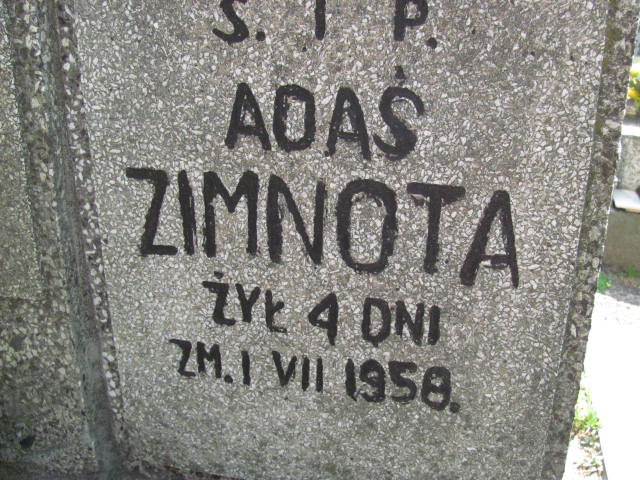 Ś. I P.
ADAŚ
ZIMNOTA
ŻYŁ 4 DNI
ZM. 1 VII 1958.